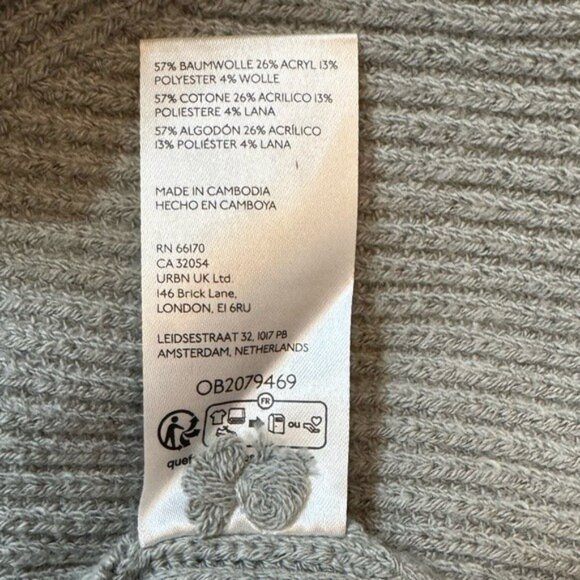 57% BAUMWOLLE 26% ACRYL 13%
POLYESTER 4% WOLLE
57% COTONE 26% ACRILICO 13%
POLIESTERE 4% LANA
57% ALGODÓN 26% ACRÍLICO
13% POLIÉSTER 4% LANA
MADE IN CAMBODIA
HECHO EN CAMBOYA
RN 66170
CA 32054
URBN UK Ltd.
146 Brick Lane,
LONDON, E1 6RU
LEIDSESTRAAT 32, 1017 PB
AMSTERDAM, NETHERLANDS
OB2079469
FR
ou